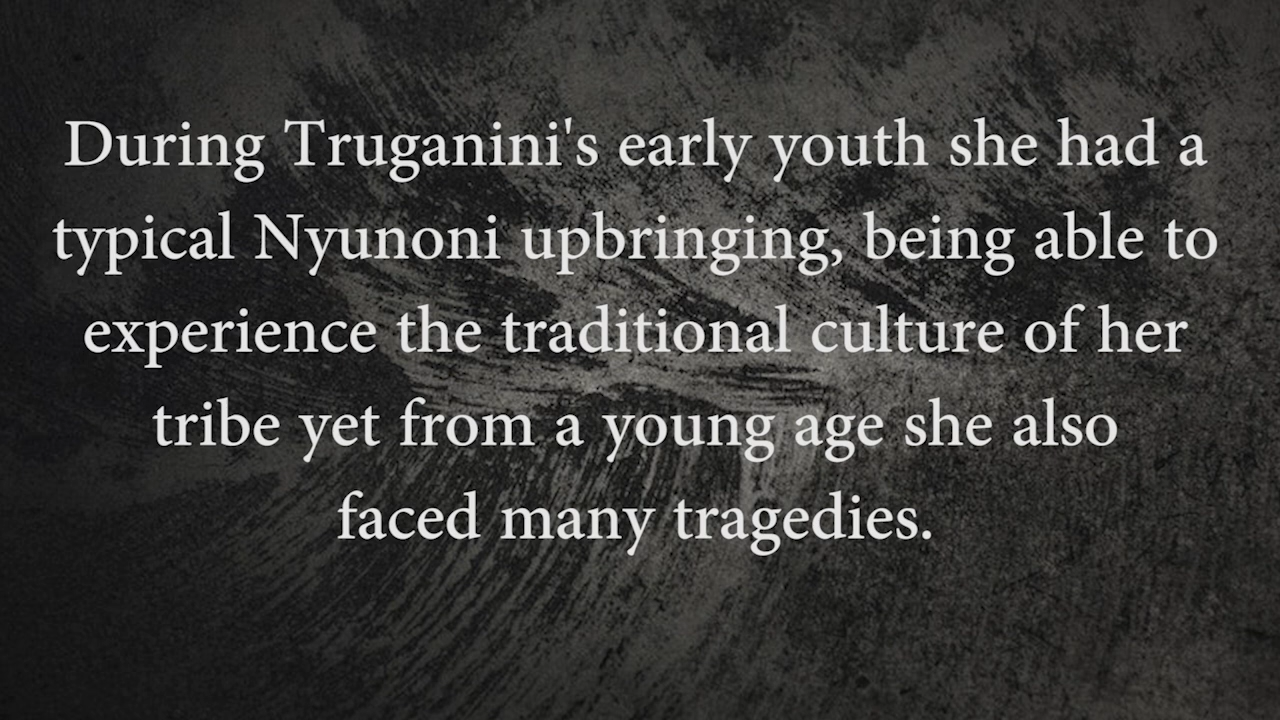 During Truganini's early youth she had a
typical Nyunoni upbringing, being able to
experience the traditional culture of her
tribe yet from a young age she also
faced many tragedies.